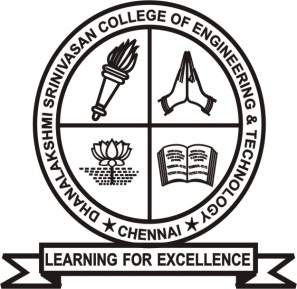 DHANALAKSHMI SRINIVASAN COLLEGE OF ENGINEERING & TECHNOLOGY
★ CHENNAI ★
LEARNING FOR EXCELLENCE